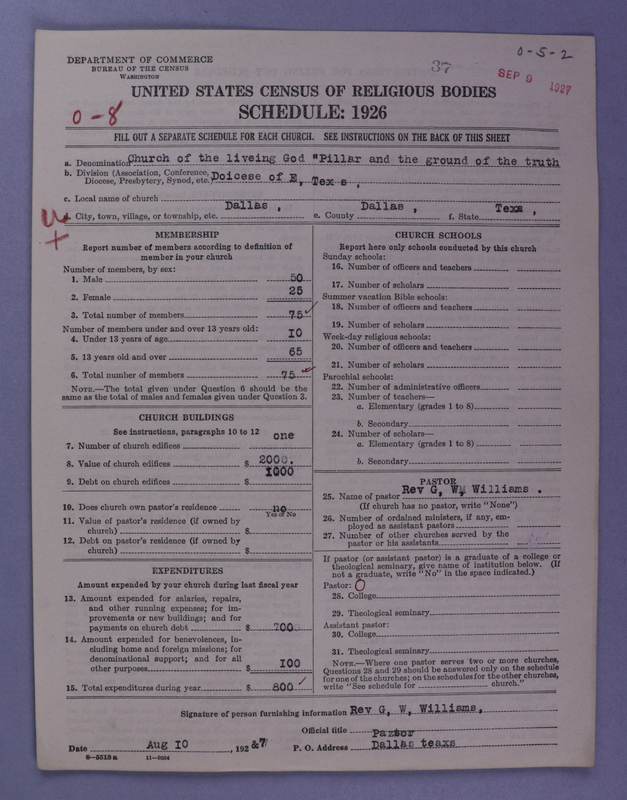 0-5-2
DEPARTMENT OF COMMERCE
BUREAU OF THE CENSUS
WASHINGTON
37
SEP 9 1927
UNITED STATES CENSUS OF RELIGIOUS BODIES
SCHEDULE: 1926
0-8
FILL OUT A SEPARATE SCHEDULE FOR EACH CHURCH. SEE INSTRUCTIONS ON THE BACK OF THIS SHEET
a. Denomination Church of the liveing God "Pillar and the ground of the truth
b. Division (Association, Conference, Diocese, Presbytery, Synod, etc.) Doicese of E, Tex s ,
c. Local name of church
d. City, town, village, or township, etc. Dallas , e. County Dallas , f. State Texa ,
MEMBERSHIP
Report number of members according to definition of
member in your church
Number of members, by sex:
1. Male 50
2. Female 25
3. Total number of members 75
Number of members under and over 13 years old:
4. Under 13 years of age 10
5. 13 years old and over 65
6. Total number of members 75
NOTE.—The total given under Question 6 should be the
same as the total of males and females given under Question 3.
CHURCH BUILDINGS
See instructions, paragraphs 10 to 12
7. Number of church edifices one
8. Value of church edifices $ 2000.
9. Debt on church edifices $ 1000
10. Does church own pastor's residence no
Yes or No
11. Value of pastor's residence (if owned by
church) $
12. Debt on pastor's residence (if owned by
church) $
EXPENDITURES
Amount expended by your church during last fiscal year
13. Amount expended for salaries, repairs,
and other running expenses; for im-
provements or new buildings; and for
payments on church debt $ 700
14. Amount expended for benevolences, in-
cluding home and foreign missions; for
denominational support; and for all
other purposes $ 100
15. Total expenditures during year $ 800
CHURCH SCHOOLS
Report here only schools conducted by this church
Sunday schools:
16. Number of officers and teachers
17. Number of scholars
Summer vacation Bible schools:
18. Number of officers and teachers
19. Number of scholars
Week-day religious schools:
20. Number of officers and teachers
21. Number of scholars
Parochial schools:
22. Number of administrative officers
23. Number of teachers—
a. Elementary (grades 1 to 8)
b. Secondary
24. Number of scholars—
a. Elementary (grades 1 to 8)
b. Secondary
PASTOR
25. Name of pastor Rev G, W, Williams .
(If church has no pastor, write "None")
26. Number of ordained ministers, if any, em-
ployed as assistant pastors
27. Number of other churches served by the
pastor or his assistants
If pastor (or assistant pastor) is a graduate of a college or
theological seminary, give name of institution below. (If
not a graduate, write "No" in the space indicated.)
Pastor: O
28. College
29. Theological seminary
Assistant pastor:
30. College
31. Theological seminary
NOTE.—Where one pastor serves two or more churches,
Questions 28 and 29 should be answered only on the schedule
for one of the churches; on the schedules for the other churches,
write "See schedule for church."
Signature of person furnishing information Rev G, W, Williams,
Official title Paztor
Date Aug 10 , 192 &7 P. O. Address Dallas teaxs
8-5519a 11-9264